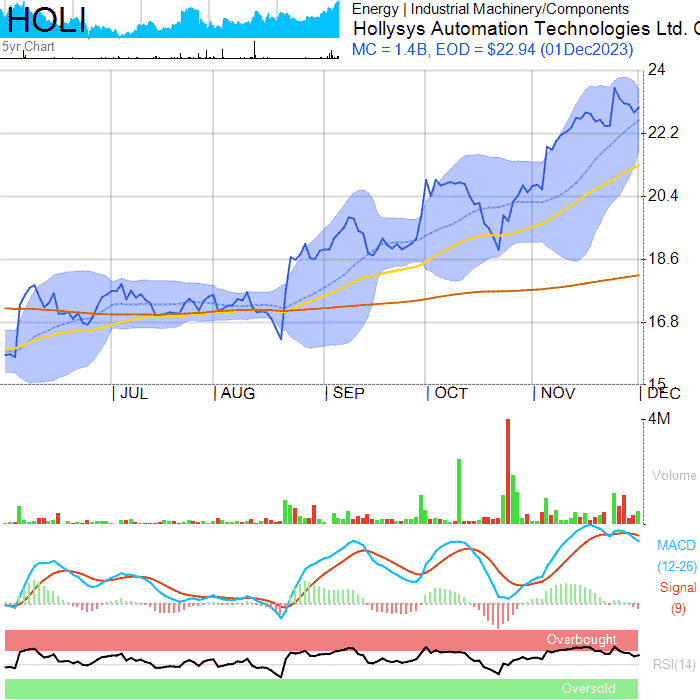 HOLI
5yr Chart
Energy | Industrial Machinery/Components
Hollysys Automation Technologies Ltd. C
MC = 1.4B, EOD = $22.94 (01Dec2023)
24
22.2
20.4
18.6
16.8
15
JUL
AUG
SEP
OCT
NOV
DEC
4M
Volume
MACD
(12-26)
Signal
(9)
Overbought
RSI(14)
Oversold